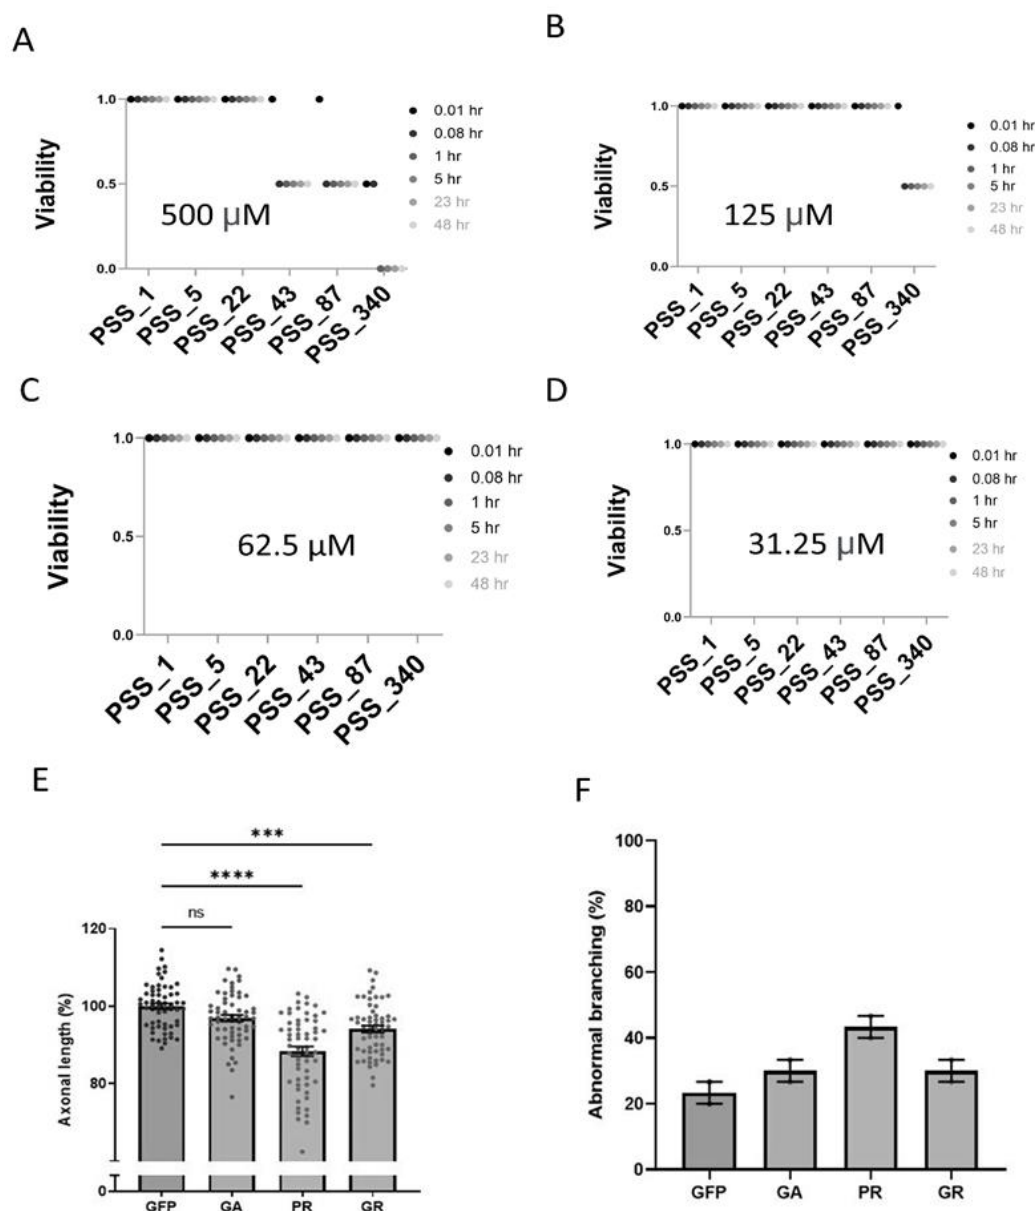 A
Viability
1.0
0.5
0.0
500 µM
PSS_1
PSS_5
PSS_22
PSS_43
PSS_87
PSS_340
0.01 hr
0.08 hr
1 hr
5 hr
23 hr
48 hr
B
Viability
1.0
0.5
0.0
125 µM
PSS_1
PSS_5
PSS_22
PSS_43
PSS_87
PSS_340
0.01 hr
0.08 hr
1 hr
5 hr
23 hr
48 hr
C
Viability
1.0
0.5
0.0
62.5 µM
PSS_1
PSS_5
PSS_22
PSS_43
PSS_87
PSS_340
0.01 hr
0.08 hr
1 hr
5 hr
23 hr
48 hr
D
Viability
1.0
0.5
0.0
31.25 µM
PSS_1
PSS_5
PSS_22
PSS_43
PSS_87
PSS_340
0.01 hr
0.08 hr
1 hr
5 hr
23 hr
48 hr
E
Axonal length (%)
***
****
ns
120
100
80
0
GFP GA PR GR
F
Abnormal branching (%)
100
80
60
40
20
0
GFP GA PR GR